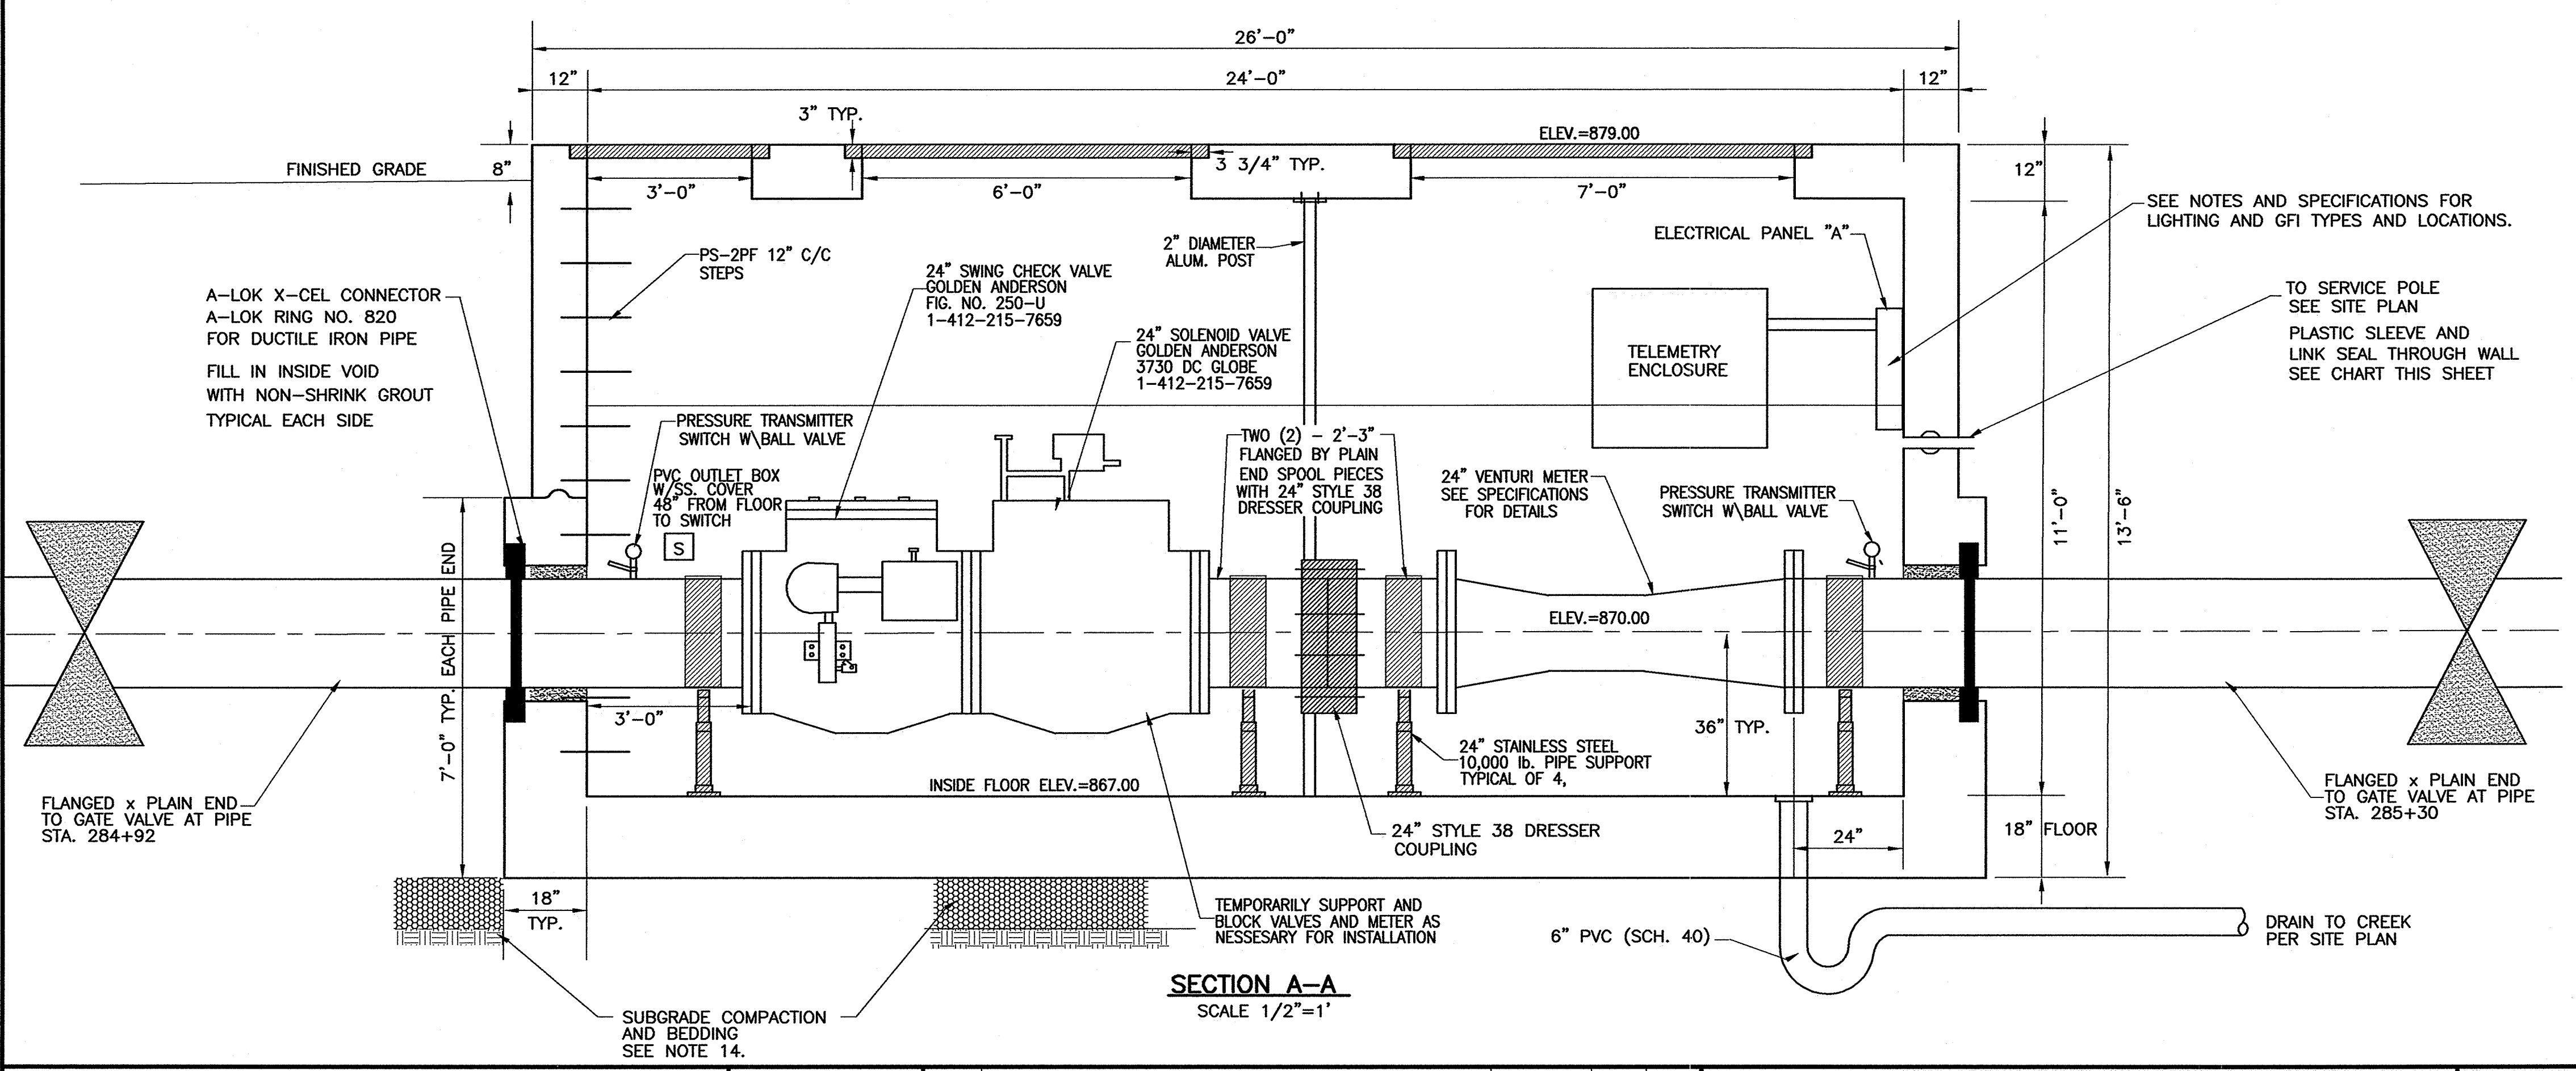 26'-0"
12"
24'-0"
12"
3" TYP.
ELEV.=879.00
FINISHED GRADE
8"
3'-0"
6'-0"
3 3/4" TYP.
7'-0"
12"
SEE NOTES AND SPECIFICATIONS FOR
LIGHTING AND GFI TYPES AND LOCATIONS.
PS-2PF 12" C/C
STEPS
2" DIAMETER
ALUM. POST
ELECTRICAL PANEL "A"
A-LOK X-CEL CONNECTOR
A-LOK RING NO. 820
FOR DUCTILE IRON PIPE
FILL IN INSIDE VOID
WITH NON-SHRINK GROUT
TYPICAL EACH SIDE
24" SWING CHECK VALVE
GOLDEN ANDERSON
FIG. NO. 250-U
1-412-215-7659
24" SOLENOID VALVE
GOLDEN ANDERSON
3730 DC GLOBE
1-412-215-7659
TELEMETRY
ENCLOSURE
TO SERVICE POLE
SEE SITE PLAN
PLASTIC SLEEVE AND
LINK SEAL THROUGH WALL
SEE CHART THIS SHEET
PRESSURE TRANSMITTER
SWITCH W\BALL VALVE
PVC OUTLET BOX
W/SS. COVER
48" FROM FLOOR
TO SWITCH
S
TWO (2) - 2'-3"
FLANGED BY PLAIN
END SPOOL PIECES
WITH 24" STYLE 38
DRESSER COUPLING
24" VENTURI METER
SEE SPECIFICATIONS
FOR DETAILS
PRESSURE TRANSMITTER
SWITCH W\BALL VALVE
11'-0"
13'-6"
7'-0" TYP. EACH PIPE END
ELEV.=870.00
3'-0"
36" TYP.
24" STAINLESS STEEL
10,000 lb. PIPE SUPPORT
TYPICAL OF 4,
INSIDE FLOOR ELEV.=867.00
FLANGED x PLAIN END
TO GATE VALVE AT PIPE
STA. 284+92
FLANGED x PLAIN END
TO GATE VALVE AT PIPE
STA. 285+30
24" STYLE 38 DRESSER
COUPLING
24"
18" FLOOR
18"
TYP.
TEMPORARILY SUPPORT AND
BLOCK VALVES AND METER AS
NESSESARY FOR INSTALLATION
6" PVC (SCH. 40)
DRAIN TO CREEK
PER SITE PLAN
SECTION A-A
SCALE 1/2"=1'
SUBGRADE COMPACTION
AND BEDDING
SEE NOTE 14.